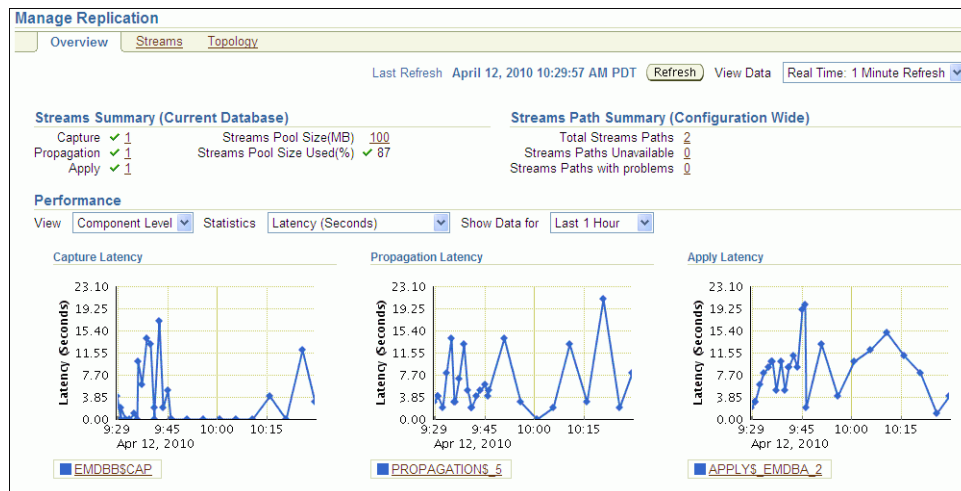 Manage Replication
Overview Streams Topology
Last Refresh April 12, 2010 10:29:57 AM PDT Refresh View Data Real Time: 1 Minute Refresh
Streams Summary (Current Database)
Capture 1 Streams Pool Size(MB) 100
Propagation 1 Streams Pool Size Used(%) 87
Apply 1
Streams Path Summary (Configuration Wide)
Total Streams Paths 2
Streams Paths Unavailable 0
Streams Paths with problems 0
Performance
View Component Level Statistics Latency (Seconds) Show Data for Last 1 Hour
Capture Latency
Latency (Seconds)
23.10
19.25
15.40
11.55
7.70
3.85
0.00
9:29 9:45 10:00 10:15
Apr 12, 2010
EMDBB$CAP
Propagation Latency
Latency (Seconds)
23.10
19.25
15.40
11.55
7.70
3.85
0.00
9:29 9:45 10:00 10:15
Apr 12, 2010
PROPAGATION$_5
Apply Latency
Latency (Seconds)
23.10
19.25
15.40
11.55
7.70
3.85
0.00
9:29 9:45 10:00 10:15
Apr 12, 2010
APPLY$_EMDBA_2